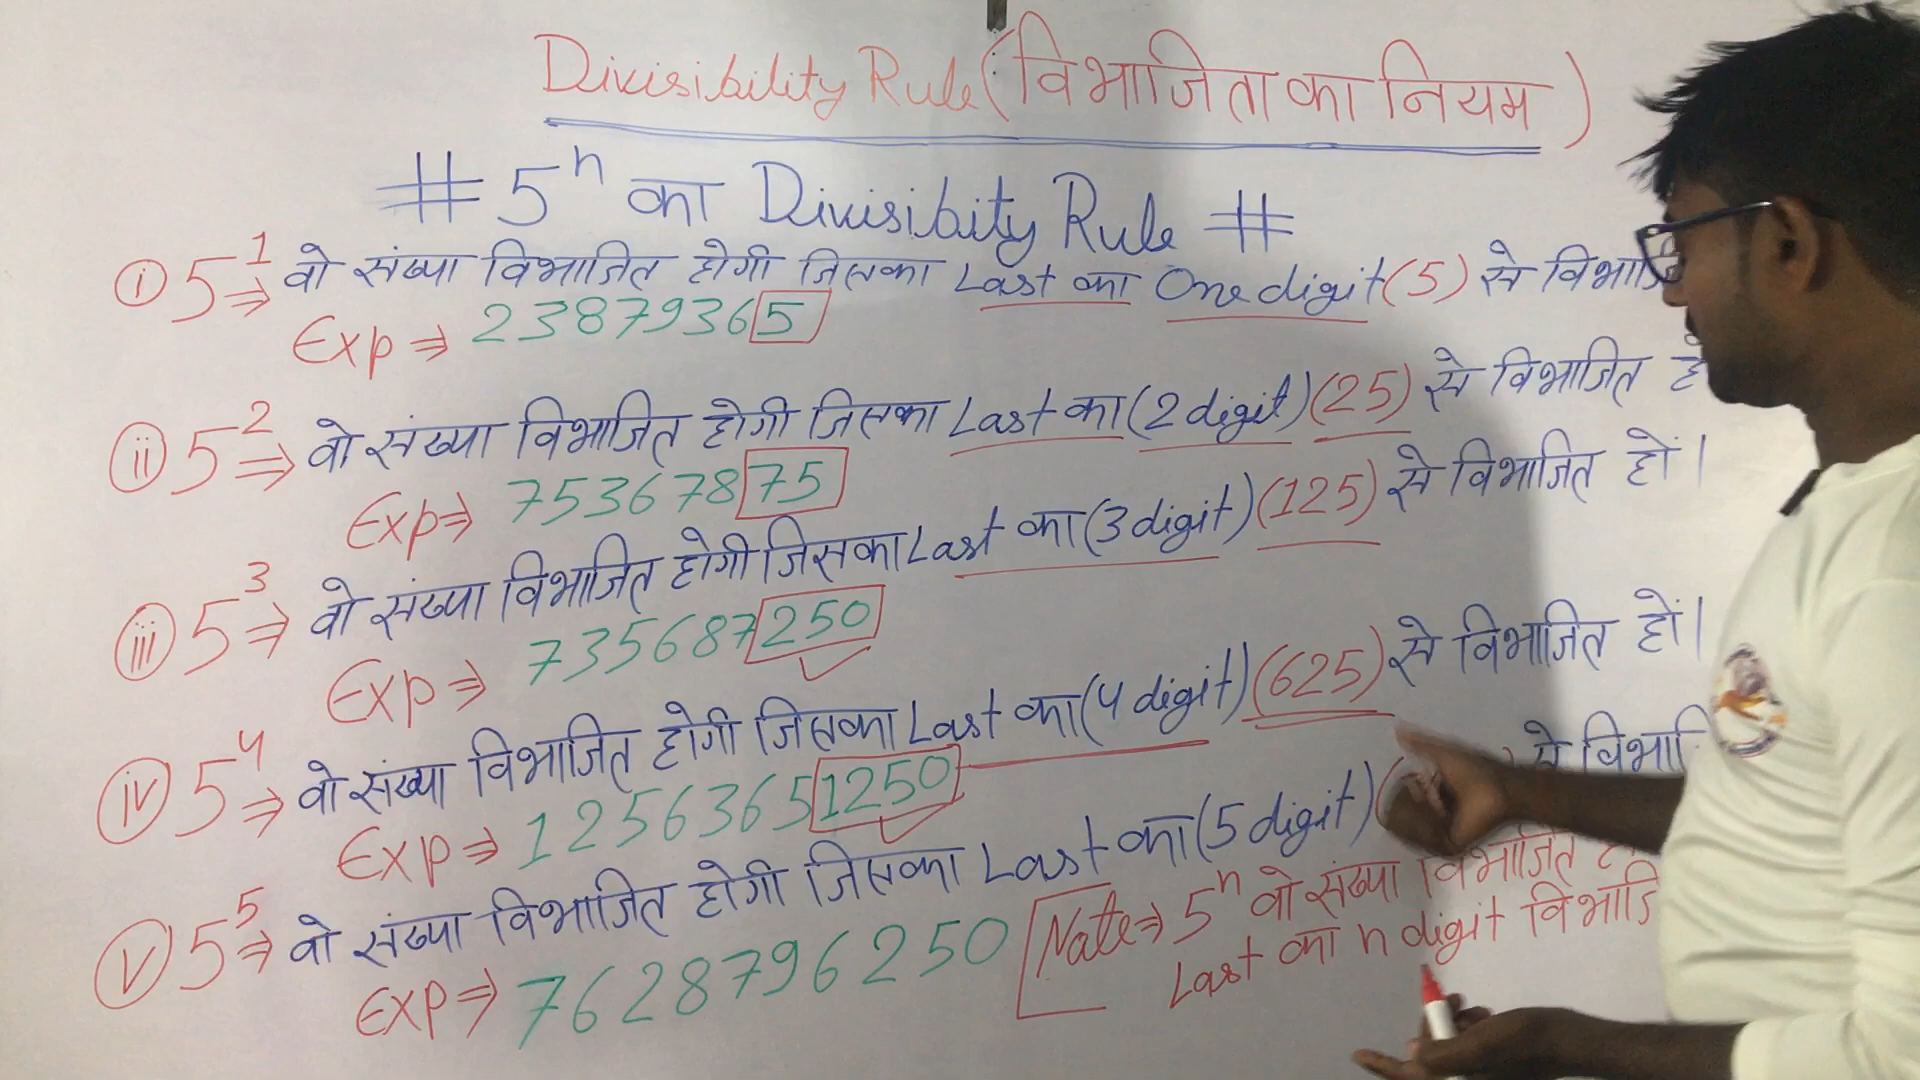 Divisibility Rule (विभाजिता का नियम)
# 5ⁿ का Divisibity Rule #
(i) 5¹ ⇒ वो संख्या विभाजित होगी जिसका Last का One digit (5) से
Exp ⇒ 23879365
(ii) 5² ⇒ वो संख्या विभाजित होगी जिसका Last का (2 digit) (25) से विभाजित
Exp ⇒ 75367875
(iii) 5³ ⇒ वो संख्या विभाजित होगी जिसका Last का (3 digit) (125) से विभाजित हों।
Exp ⇒ 735687250
(iv) 5⁴ ⇒ वो संख्या विभाजित होगी जिसका Last का (4 digit) (625) से विभाजित हों।
Exp ⇒ 12563651250
(v) 5⁵ ⇒ वो संख्या विभाजित होगी जिसका Last का (5 digit) ( ) से
Exp ⇒ 7628796250
Note ⇒ 5ⁿ वो संख्या विभाजित
Last का n digit